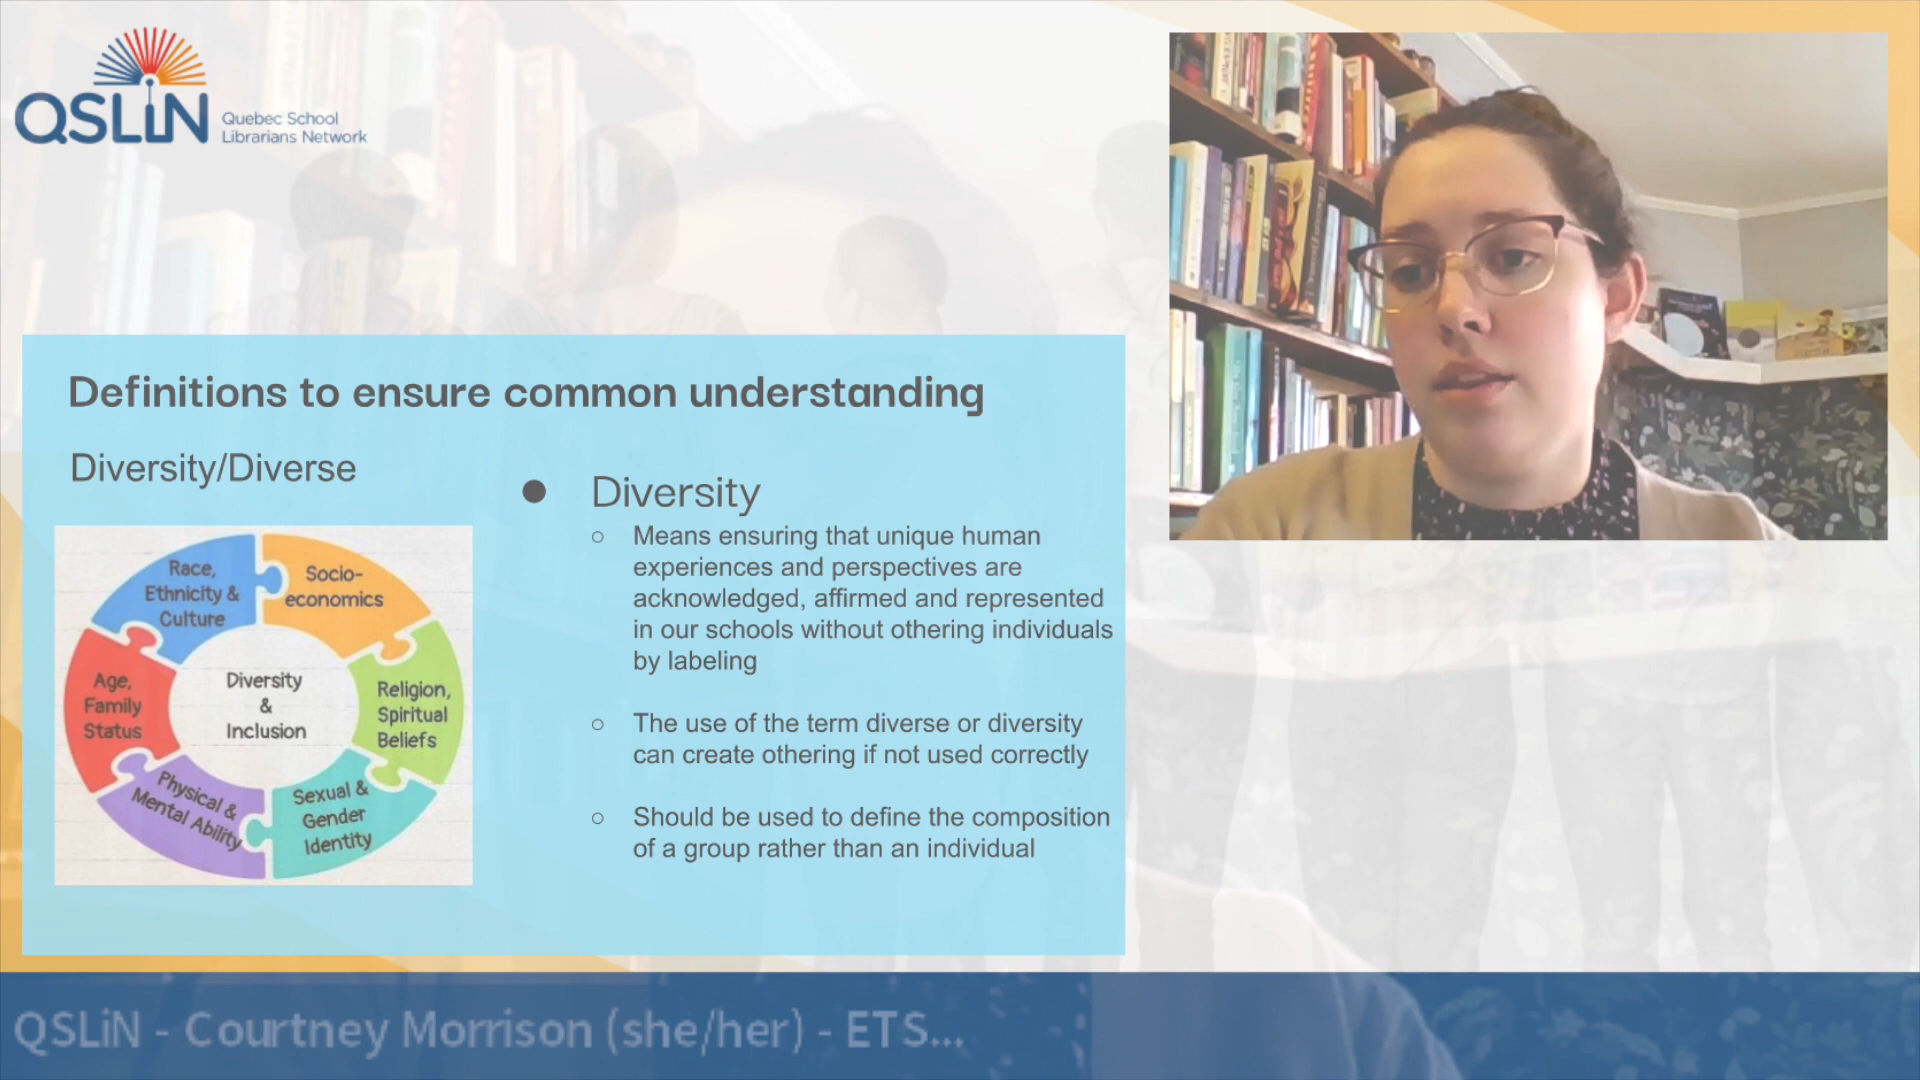 QSLiN
Quebec School
Librarians Network
Definitions to ensure common understanding
Diversity/Diverse
Race,
Ethnicity &
Culture
Socio-
economics
Age,
Family
Status
Diversity
&
Inclusion
Religion,
Spiritual
Beliefs
Physical &
Mental Ability
Sexual &
Gender
Identity
● Diversity
○ Means ensuring that unique human
experiences and perspectives are
acknowledged, affirmed and represented
in our schools without othering individuals
by labeling
○ The use of the term diverse or diversity
can create othering if not used correctly
○ Should be used to define the composition
of a group rather than an individual
QSLiN - Courtney Morrison (she/her) - ETS...